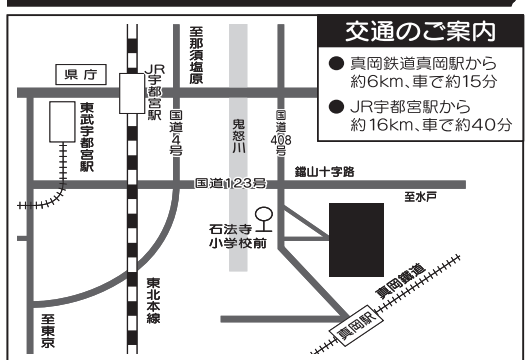 交通のご案内
● 真岡鉄道真岡駅から
約6km、車で約15分
● JR宇都宮駅から
約16km、車で約40分
至那須塩原
県庁
JR宇都宮駅
東武宇都宮駅
国道4号
鬼怒川
国道408号
鐺山十字路
国道123号
至水戸
石法寺
小学校前
東北本線
至東京
真岡鐵道
真岡駅